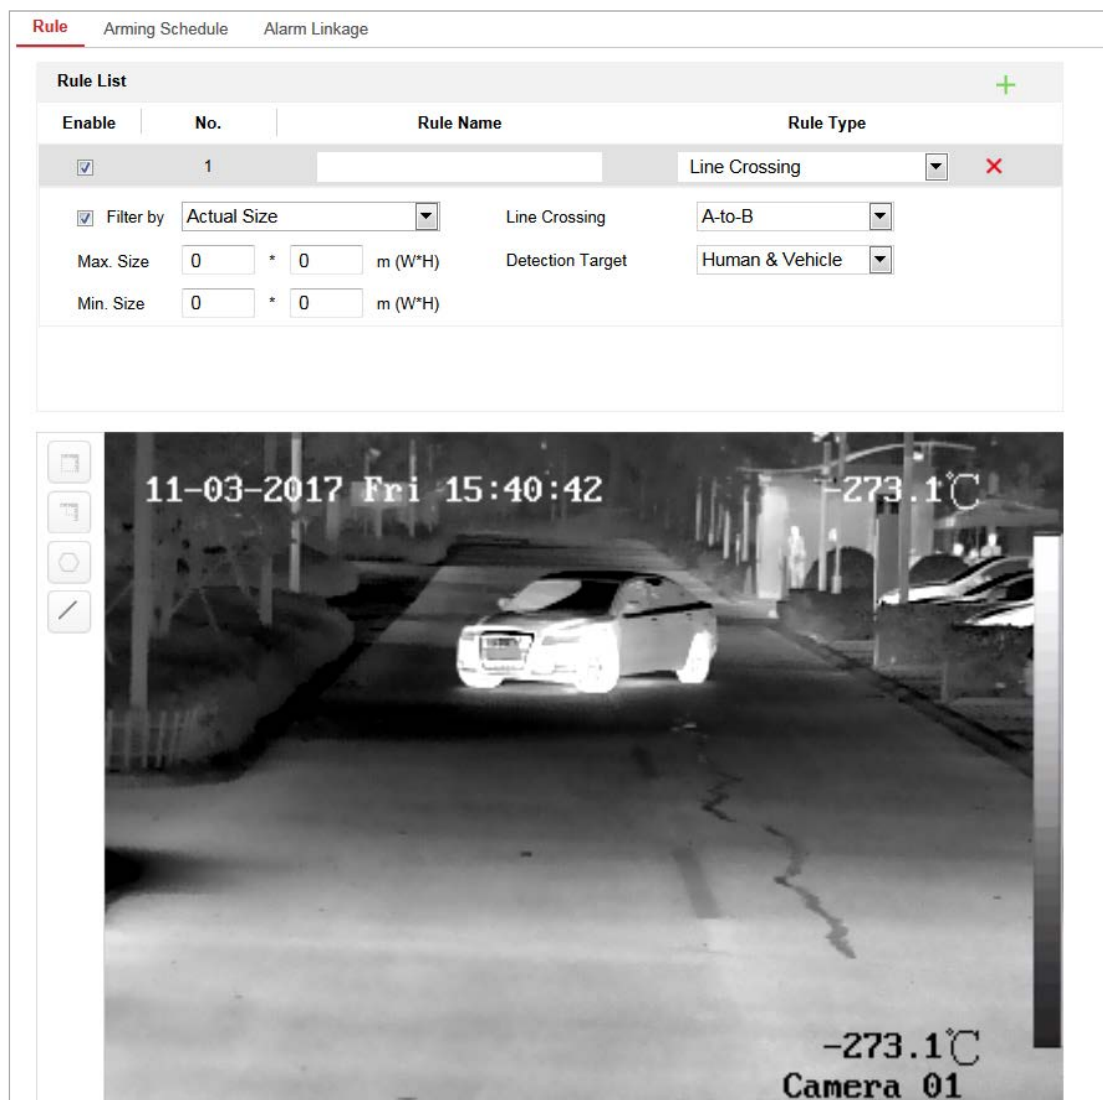 Rule Arming Schedule Alarm Linkage
Rule List
Enable No. Rule Name Rule Type
1 Line Crossing
Filter by Actual Size Line Crossing A-to-B
Max. Size 0 * 0 m (W*H) Detection Target Human & Vehicle
Min. Size 0 * 0 m (W*H)
11-03-2017 Fri 15:40:42 -273.1℃
-273.1℃
Camera 01